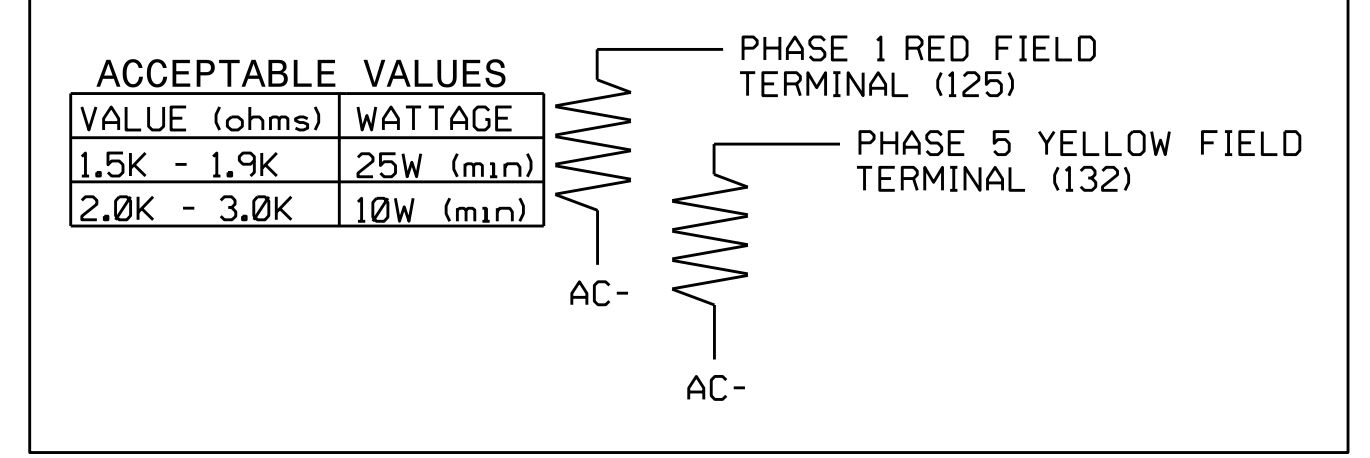 ACCEPTABLE VALUES
VALUE (ohms) WATTAGE
1.5K - 1.9K 25W (min)
2.0K - 3.0K 10W (min)
PHASE 1 RED FIELD
TERMINAL (125)
AC-
PHASE 5 YELLOW FIELD
TERMINAL (132)
AC-